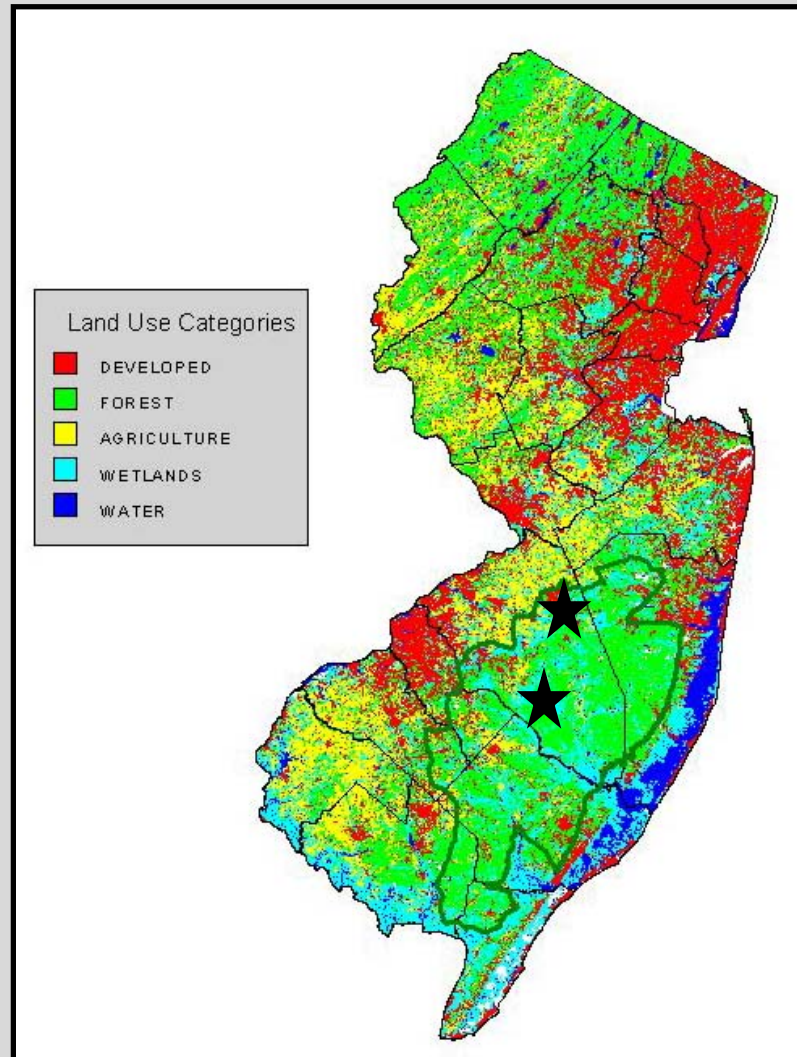 Land Use Categories
DEVELOPED
FOREST
AGRICULTURE
WETLANDS
WATER